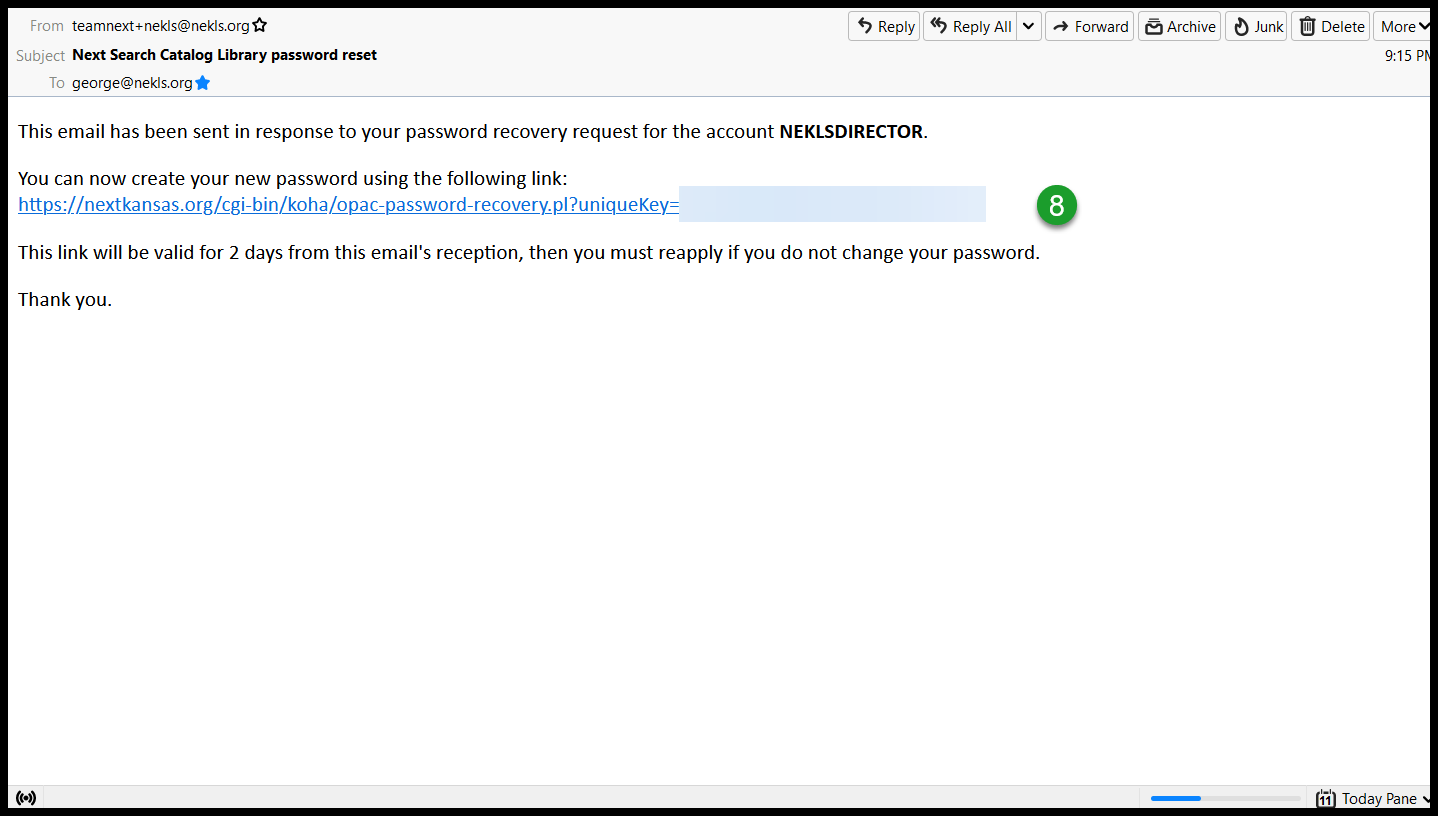 From teamnext+nekls@nekls.org
Reply Reply All Forward Archive Junk Delete More
Subject Next Search Catalog Library password reset
9:15 PM
To george@nekls.org
This email has been sent in response to your password recovery request for the account NEKLSDIRECTOR.
You can now create your new password using the following link:
https://nextkansas.org/cgi-bin/koha/opac-password-recovery.pl?uniqueKey=
8
This link will be valid for 2 days from this email's reception, then you must reapply if you do not change your password.
Thank you.
11 Today Pane